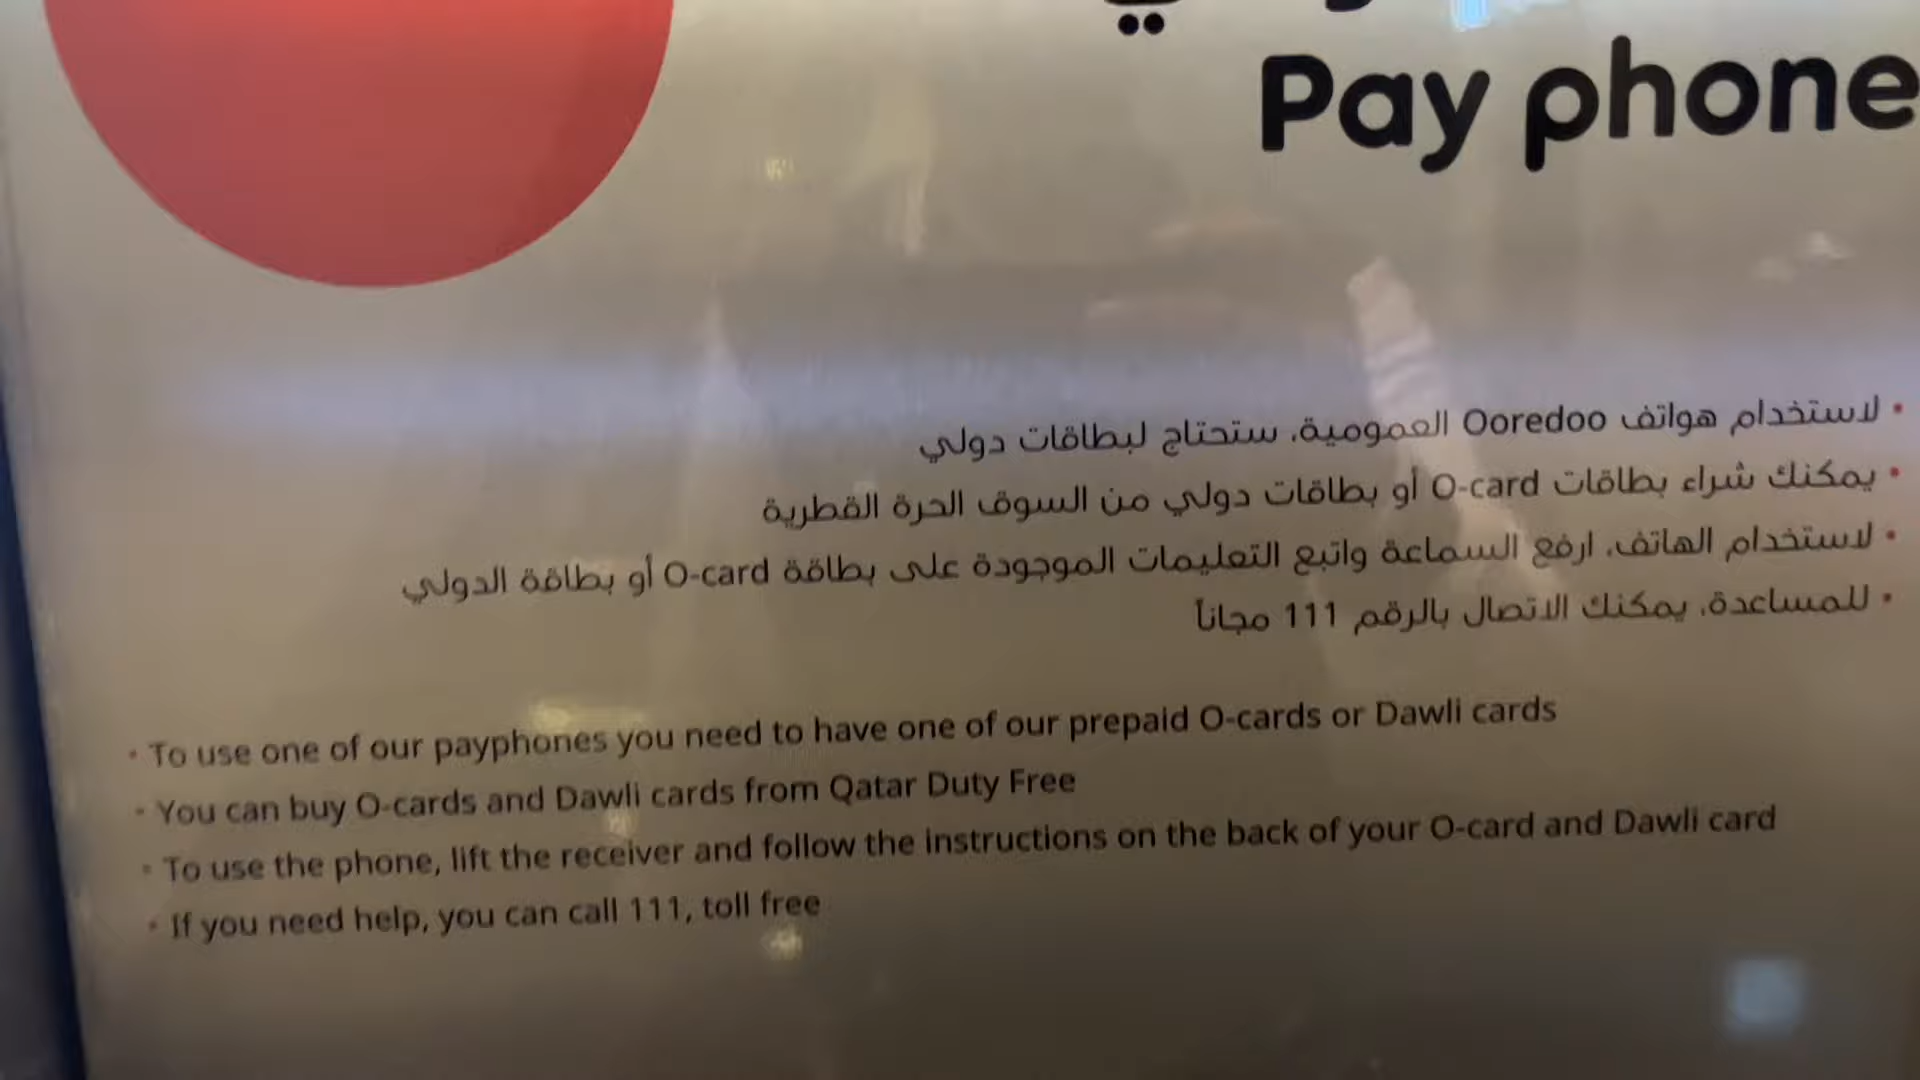 Pay phone
• لاستخدام هواتف Ooredoo العمومية، ستحتاج لبطاقات دولي
• يمكنك شراء بطاقات O-card أو بطاقات دولي من السوق الحرة القطرية
• لاستخدام الهاتف، ارفع السماعة واتبع التعليمات الموجودة على بطاقة O-card أو بطاقة الدولي
• للمساعدة، يمكنك الاتصال بالرقم 111 مجاناً
• To use one of our payphones you need to have one of our prepaid O-cards or Dawli cards
• You can buy O-cards and Dawli cards from Qatar Duty Free
• To use the phone, lift the receiver and follow the instructions on the back of your O-card and Dawli card
• If you need help, you can call 111, toll free